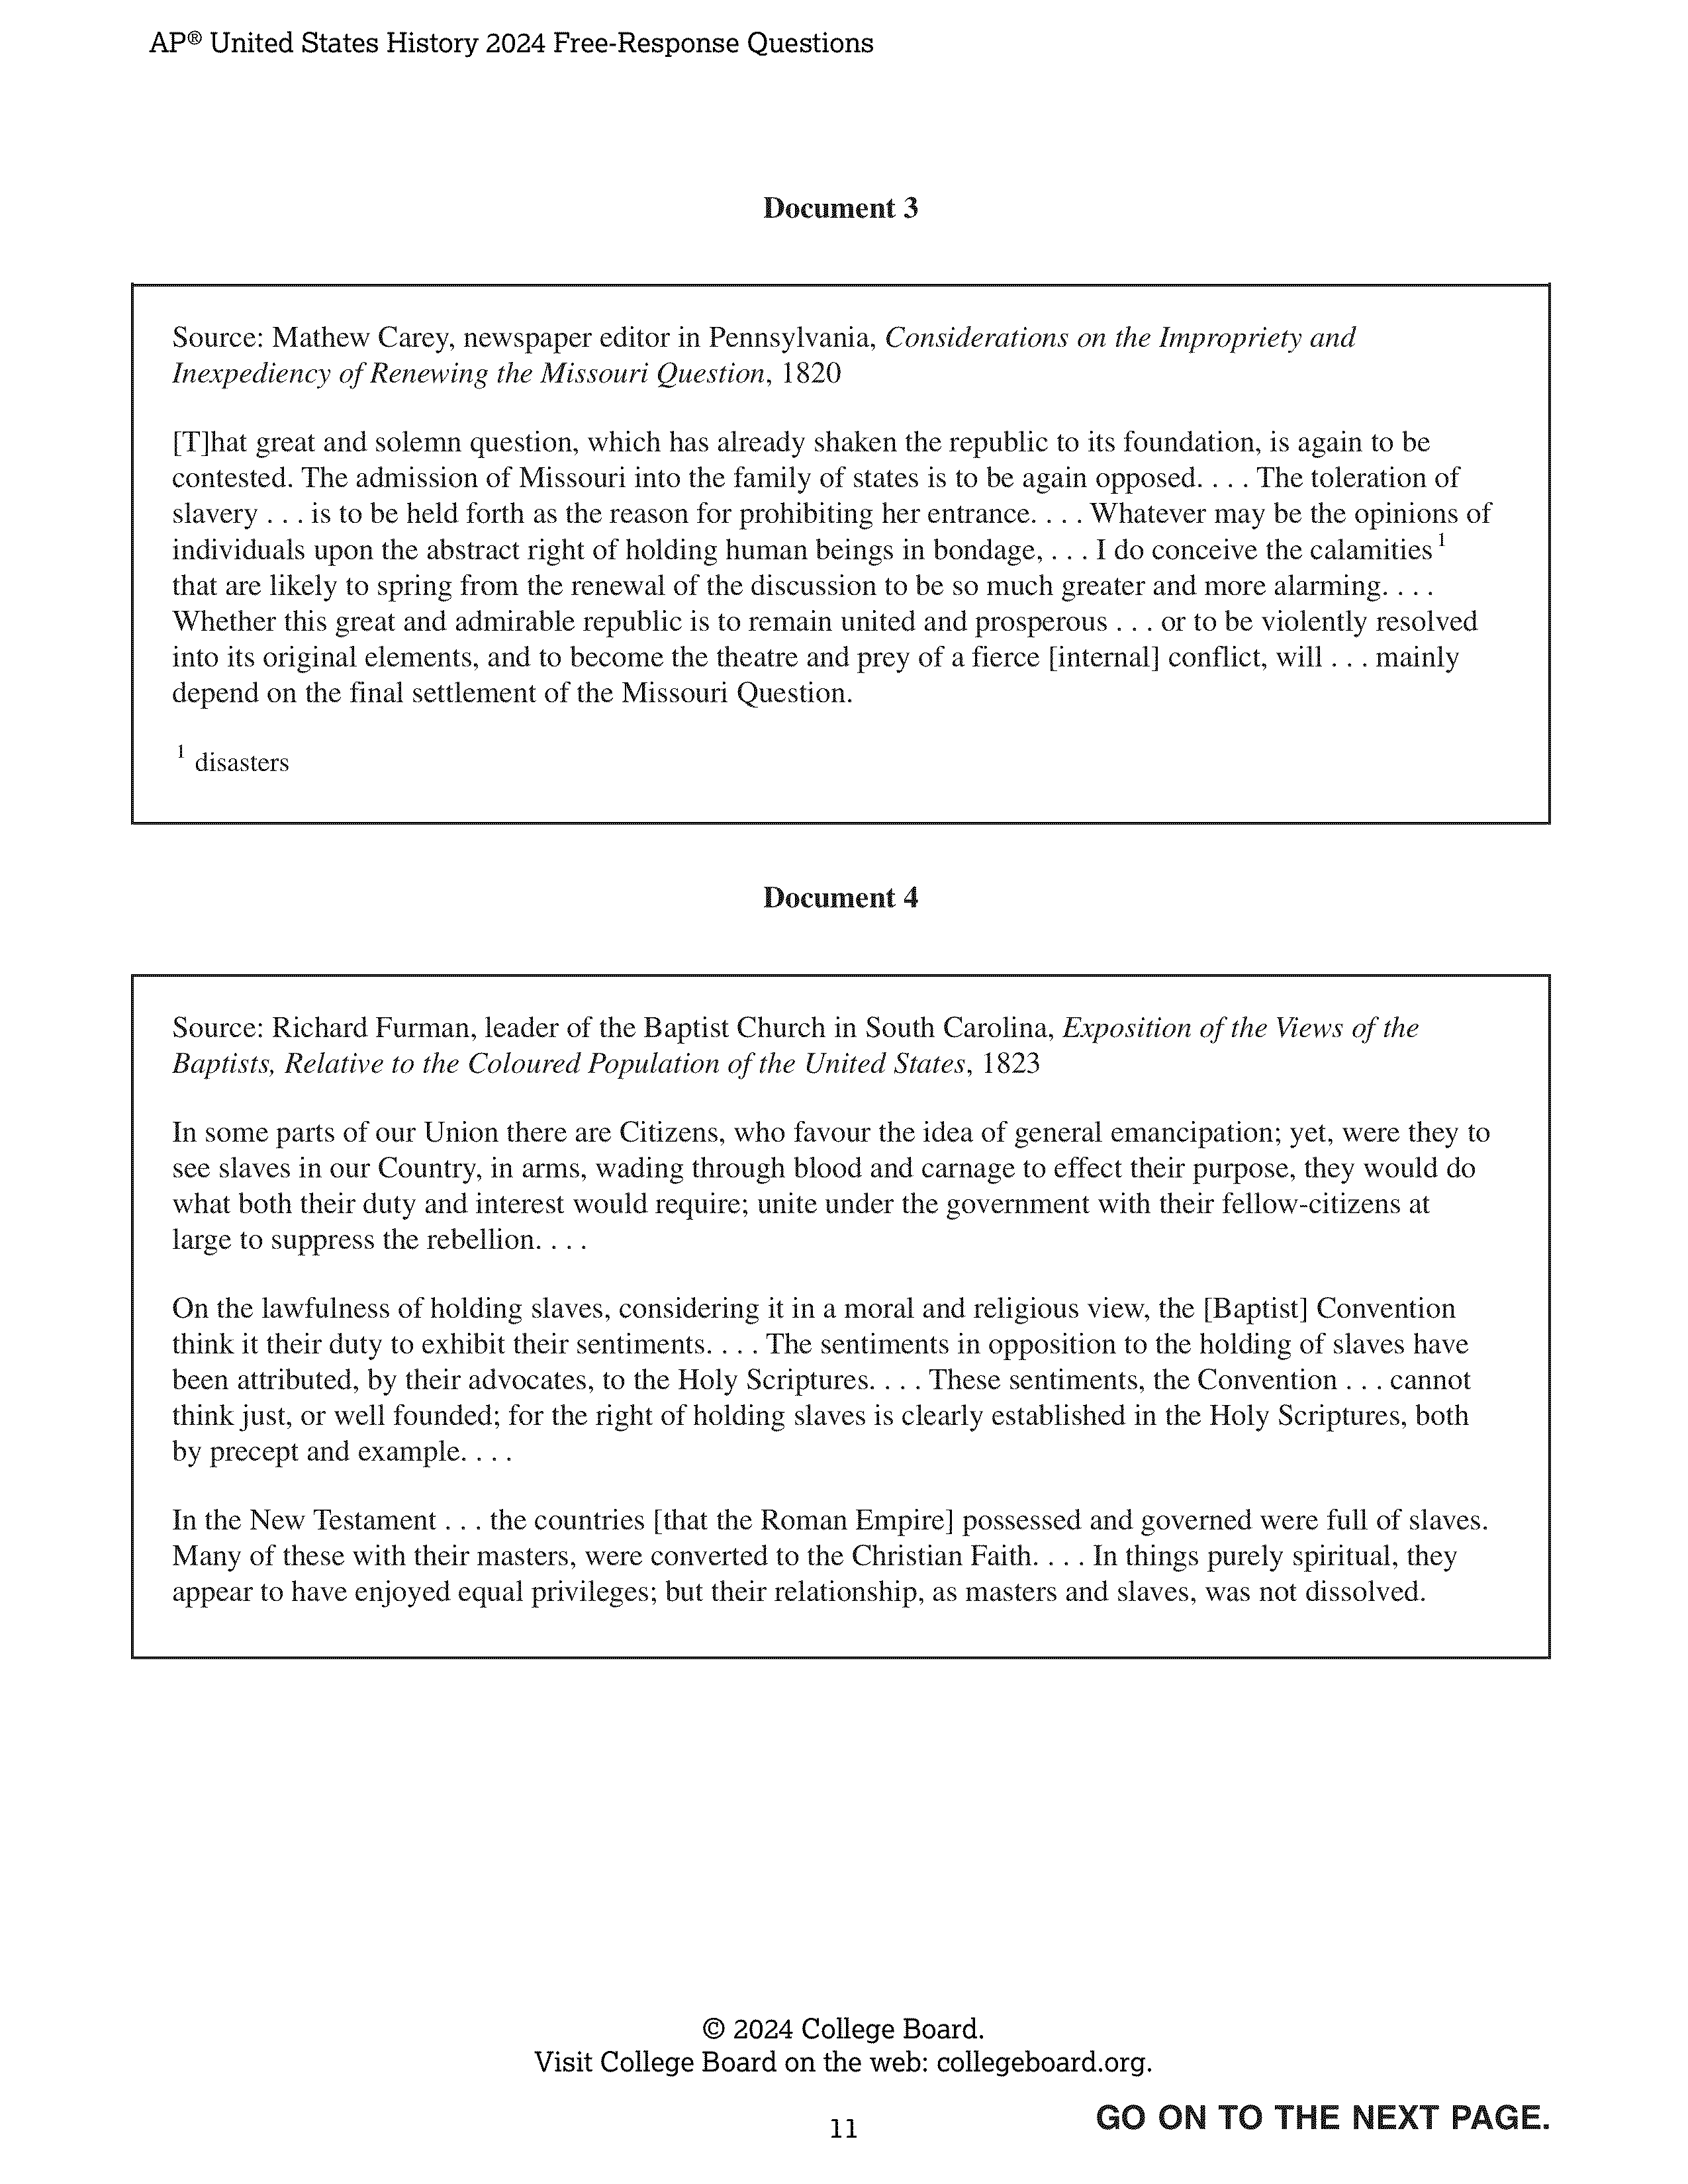 AP® United States History 2024 Free-Response Questions
Document 3
Source: Mathew Carey, newspaper editor in Pennsylvania, Considerations on the Impropriety and
Inexpediency of Renewing the Missouri Question, 1820
[T]hat great and solemn question, which has already shaken the republic to its foundation, is again to be
contested. The admission of Missouri into the family of states is to be again opposed. . . . The toleration of
slavery . . . is to be held forth as the reason for prohibiting her entrance. . . . Whatever may be the opinions of
individuals upon the abstract right of holding human beings in bondage, . . . I do conceive the calamities 1
that are likely to spring from the renewal of the discussion to be so much greater and more alarming. . . .
Whether this great and admirable republic is to remain united and prosperous . . . or to be violently resolved
into its original elements, and to become the theatre and prey of a fierce [internal] conflict, will . . . mainly
depend on the final settlement of the Missouri Question.
1 disasters
Document 4
Source: Richard Furman, leader of the Baptist Church in South Carolina, Exposition of the Views of the
Baptists, Relative to the Coloured Population of the United States, 1823
In some parts of our Union there are Citizens, who favour the idea of general emancipation; yet, were they to
see slaves in our Country, in arms, wading through blood and carnage to effect their purpose, they would do
what both their duty and interest would require; unite under the government with their fellow-citizens at
large to suppress the rebellion. . . .
On the lawfulness of holding slaves, considering it in a moral and religious view, the [Baptist] Convention
think it their duty to exhibit their sentiments. . . . The sentiments in opposition to the holding of slaves have
been attributed, by their advocates, to the Holy Scriptures. . . . These sentiments, the Convention . . . cannot
think just, or well founded; for the right of holding slaves is clearly established in the Holy Scriptures, both
by precept and example. . . .
In the New Testament . . . the countries [that the Roman Empire] possessed and governed were full of slaves.
Many of these with their masters, were converted to the Christian Faith. . . . In things purely spiritual, they
appear to have enjoyed equal privileges; but their relationship, as masters and slaves, was not dissolved.
© 2024 College Board.
Visit College Board on the web: collegeboard.org.
GO ON TO THE NEXT PAGE.
11